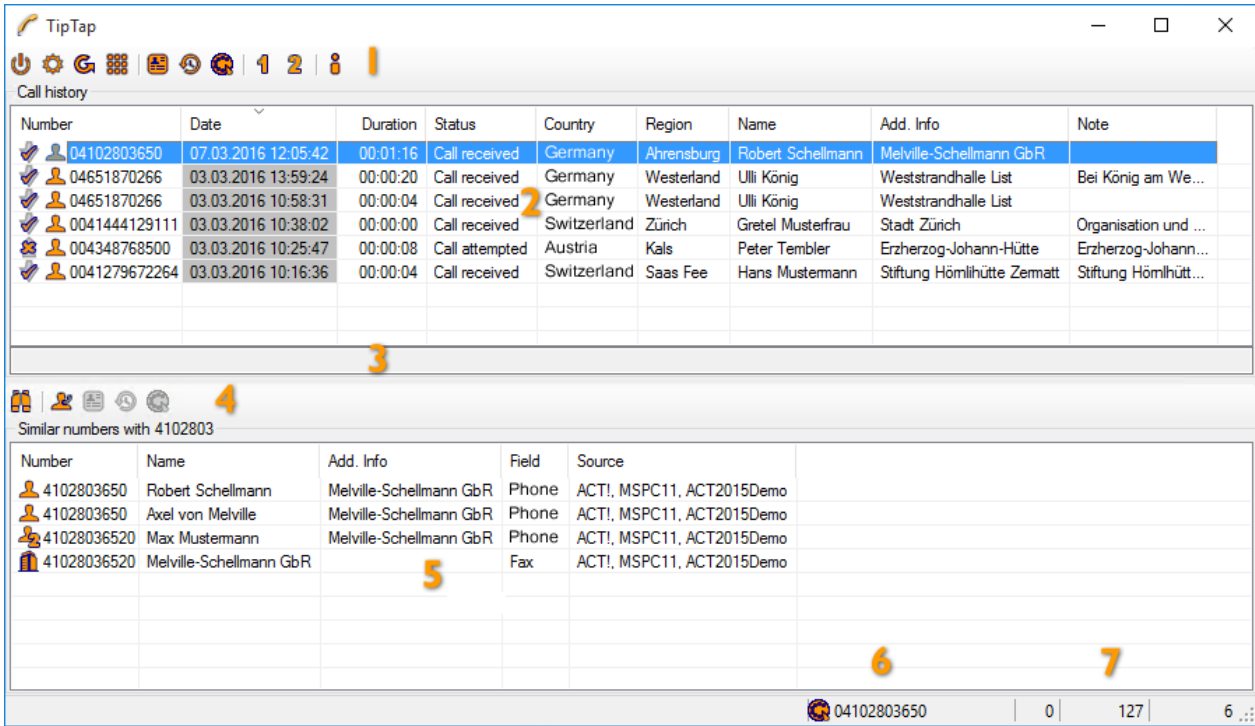 TipTap
1 2 1
Call history
Number Date Duration Status Country Region Name Add. Info Note
04102803650 07.03.2016 12:05:42 00:01:16 Call received Germany Ahrensburg Robert Schellmann Melville-Schellmann GbR
04651870266 03.03.2016 13:59:24 00:00:20 Call received Germany Westerland Ulli König Weststrandhalle List Bei König am We...
04651870266 03.03.2016 10:58:31 00:00:04 Call received 2 Germany Westerland Ulli König Weststrandhalle List
0041444129111 03.03.2016 10:38:02 00:00:00 Call received Switzerland Zürich Gretel Musterfrau Stadt Zürich Organisation und ...
004348768500 03.03.2016 10:25:47 00:00:08 Call attempted Austria Kals Peter Tembler Erzherzog-Johann-Hütte Erzherzog-Johann...
0041279672264 03.03.2016 10:16:36 00:00:04 Call received Switzerland Saas Fee Hans Mustermann Stiftung Hörnlihütte Zermatt Stiftung Hörnlihütt...
3
4
Similar numbers with 4102803
Number Name Add. Info Field Source
4102803650 Robert Schellmann Melville-Schellmann GbR Phone ACT!, MSPC11, ACT2015Demo
4102803650 Axel von Melville Melville-Schellmann GbR Phone ACT!, MSPC11, ACT2015Demo
41028036520 Max Mustermann Melville-Schellmann GbR Phone ACT!, MSPC11, ACT2015Demo
41028036520 Melville-Schellmann GbR Fax ACT!, MSPC11, ACT2015Demo
5
6 7
04102803650 0 127 6